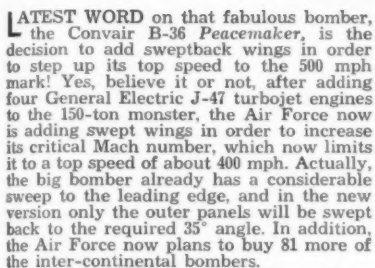 LATEST WORD on that fabulous bomber,
the Convair B-36 Peacemaker, is the
decision to add sweptback wings in order
to step up its top speed to the 500 mph
mark! Yes, believe it or not, after adding
four General Electric J-47 turbojet engines
to the 150-ton monster, the Air Force now
is adding swept wings in order to increase
its critical Mach number, which now limits
it to a top speed of about 400 mph. Actually,
the big bomber already has a considerable
sweep to the leading edge, and in the new
version only the outer panels will be swept
back to the required 35° angle. In addition,
the Air Force now plans to buy 81 more of
the inter-continental bombers.